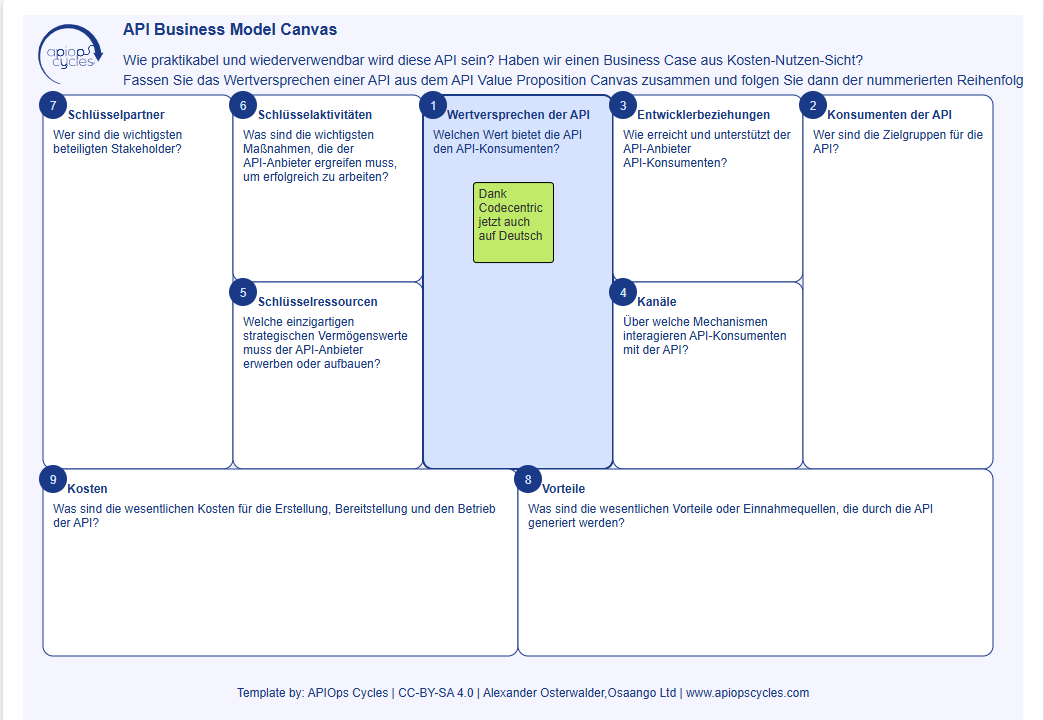 apiops
cycles
API Business Model Canvas
Wie praktikabel und wiederverwendbar wird diese API sein? Haben wir einen Business Case aus Kosten-Nutzen-Sicht?
Fassen Sie das Wertversprechen einer API aus dem API Value Proposition Canvas zusammen und folgen Sie dann der nummerierten Reihenfolg
7
Schlüsselpartner
Wer sind die wichtigsten
beteiligten Stakeholder?
6
Schlüsselaktivitäten
Was sind die wichtigsten
Maßnahmen, die der
API-Anbieter ergreifen muss,
um erfolgreich zu arbeiten?
5
Schlüsselressourcen
Welche einzigartigen
strategischen Vermögenswerte
muss der API-Anbieter
erwerben oder aufbauen?
1
Wertversprechen der API
Welchen Wert bietet die API
den API-Konsumenten?
Dank
Codecentric
jetzt auch
auf Deutsch
3
Entwicklerbeziehungen
Wie erreicht und unterstützt der
API-Anbieter
API-Konsumenten?
4
Kanäle
Über welche Mechanismen
interagieren API-Konsumenten
mit der API?
2
Konsumenten der API
Wer sind die Zielgruppen für die
API?
9
Kosten
Was sind die wesentlichen Kosten für die Erstellung, Bereitstellung und den Betrieb
der API?
8
Vorteile
Was sind die wesentlichen Vorteile oder Einnahmequellen, die durch die API
generiert werden?
Template by: APIOps Cycles | CC-BY-SA 4.0 | Alexander Osterwalder,Osaango Ltd | www.apiopscycles.com